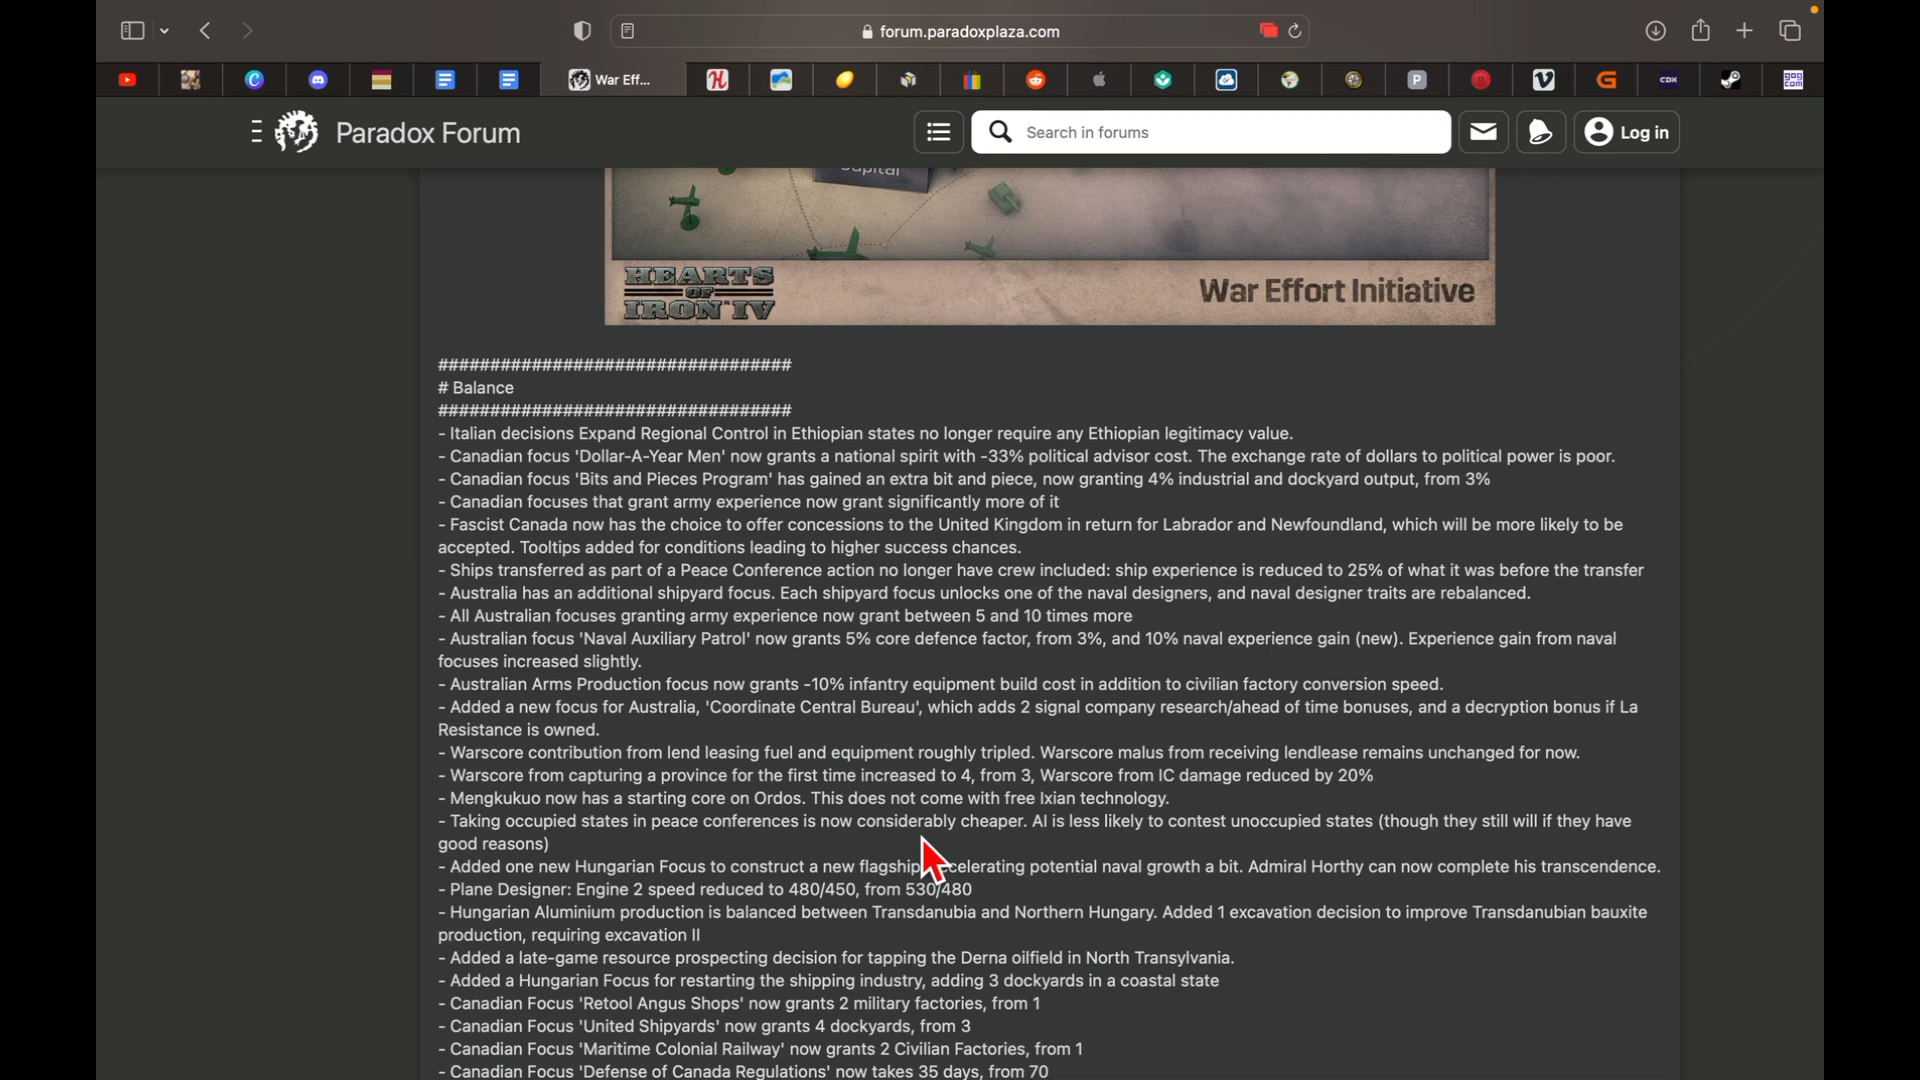 forum.paradoxplaza.com
War Eff...
P
CDK
GOG
COM
Paradox Forum
Search in forums
Log in
Capital
HEARTS
OF
IRON IV
War Effort Initiative
##################################
# Balance
##################################
- Italian decisions Expand Regional Control in Ethiopian states no longer require any Ethiopian legitimacy value.
- Canadian focus 'Dollar-A-Year Men' now grants a national spirit with -33% political advisor cost. The exchange rate of dollars to political power is poor.
- Canadian focus 'Bits and Pieces Program' has gained an extra bit and piece, now granting 4% industrial and dockyard output, from 3%
- Canadian focuses that grant army experience now grant significantly more of it
- Fascist Canada now has the choice to offer concessions to the United Kingdom in return for Labrador and Newfoundland, which will be more likely to be
accepted. Tooltips added for conditions leading to higher success chances.
- Ships transferred as part of a Peace Conference action no longer have crew included: ship experience is reduced to 25% of what it was before the transfer
- Australia has an additional shipyard focus. Each shipyard focus unlocks one of the naval designers, and naval designer traits are rebalanced.
- All Australian focuses granting army experience now grant between 5 and 10 times more
- Australian focus 'Naval Auxiliary Patrol' now grants 5% core defence factor, from 3%, and 10% naval experience gain (new). Experience gain from naval
focuses increased slightly.
- Australian Arms Production focus now grants -10% infantry equipment build cost in addition to civilian factory conversion speed.
- Added a new focus for Australia, 'Coordinate Central Bureau', which adds 2 signal company research/ahead of time bonuses, and a decryption bonus if La
Resistance is owned.
- Warscore contribution from lend leasing fuel and equipment roughly tripled. Warscore malus from receiving lendlease remains unchanged for now.
- Warscore from capturing a province for the first time increased to 4, from 3, Warscore from IC damage reduced by 20%
- Mengkukuo now has a starting core on Ordos. This does not come with free Ixian technology.
- Taking occupied states in peace conferences is now considerably cheaper. AI is less likely to contest unoccupied states (though they still will if they have
good reasons)
- Added one new Hungarian Focus to construct a new flagship celerating potential naval growth a bit. Admiral Horthy can now complete his transcendence.
- Plane Designer: Engine 2 speed reduced to 480/450, from 530/480
- Hungarian Aluminium production is balanced between Transdanubia and Northern Hungary. Added 1 excavation decision to improve Transdanubian bauxite
production, requiring excavation II
- Added a late-game resource prospecting decision for tapping the Derna oilfield in North Transylvania.
- Added a Hungarian Focus for restarting the shipping industry, adding 3 dockyards in a coastal state
- Canadian Focus 'Retool Angus Shops' now grants 2 military factories, from 1
- Canadian Focus 'United Shipyards' now grants 4 dockyards, from 3
- Canadian Focus 'Maritime Colonial Railway' now grants 2 Civilian Factories, from 1
- Canadian Focus 'Defense of Canada Regulations' now takes 35 days, from 70